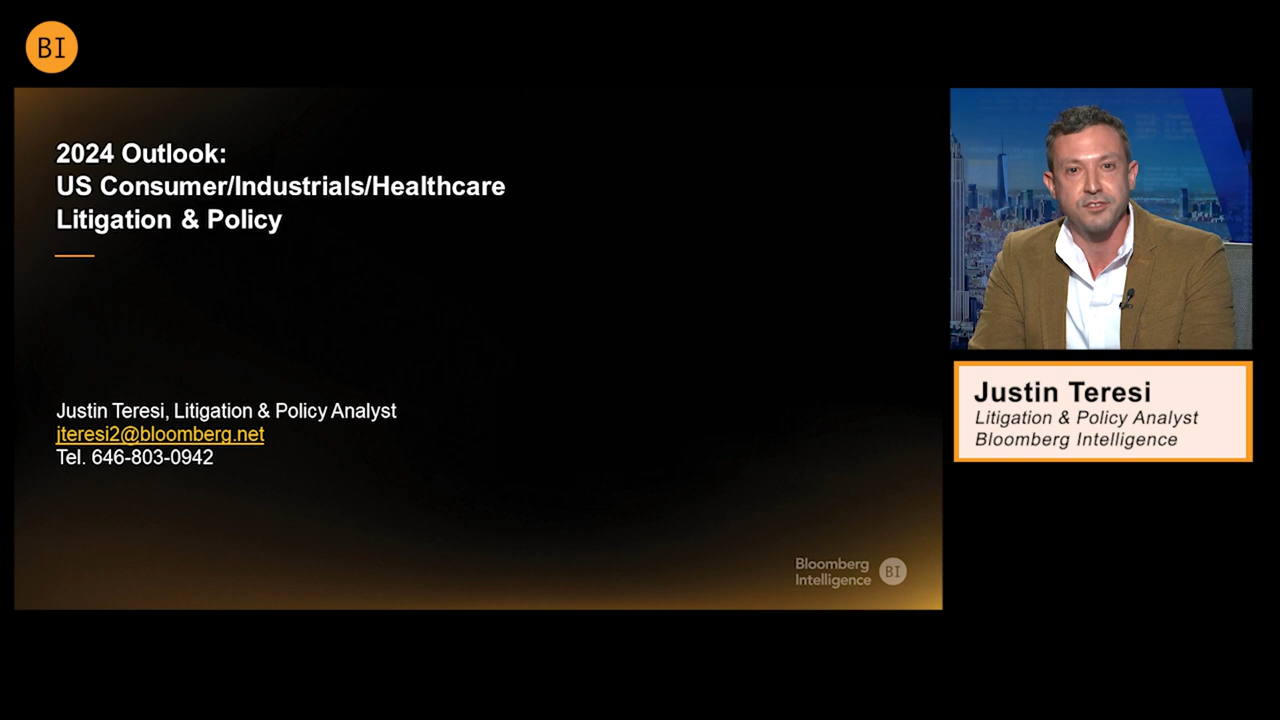 BI
2024 Outlook:
US Consumer/Industrials/Healthcare
Litigation & Policy
Justin Teresi, Litigation & Policy Analyst
jteresi2@bloomberg.net
Tel. 646-803-0942
Bloomberg
Intelligence
BI
Justin Teresi
Litigation & Policy Analyst
Bloomberg Intelligence